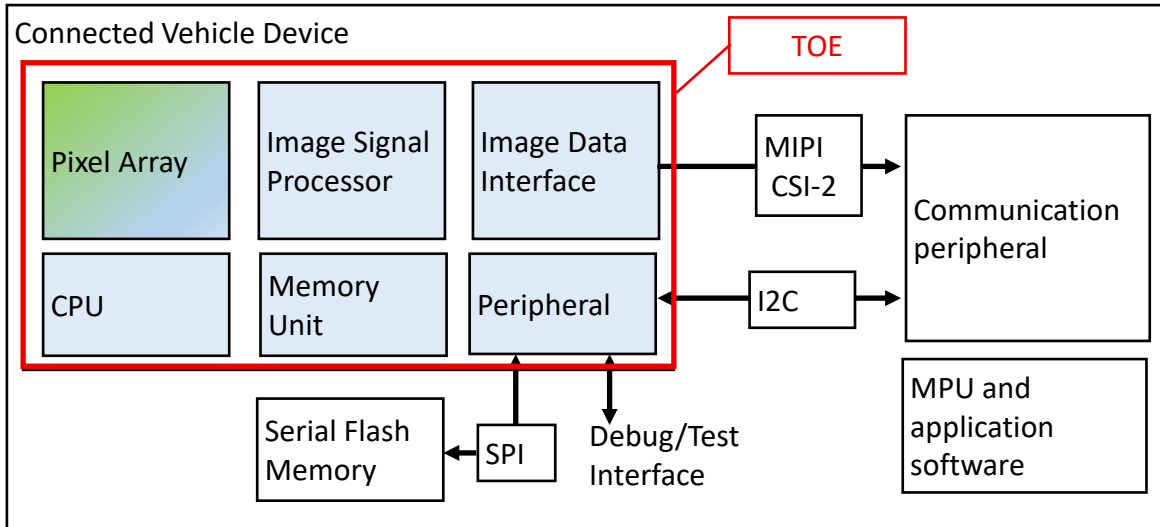 Connected Vehicle Device
TOE
Pixel Array
Image Signal
Processor
Image Data
Interface
MIPI
CSI-2
Communication
peripheral
CPU
Memory
Unit
Peripheral
I2C
Serial Flash
Memory
SPI
Debug/Test
Interface
MPU and
application
software